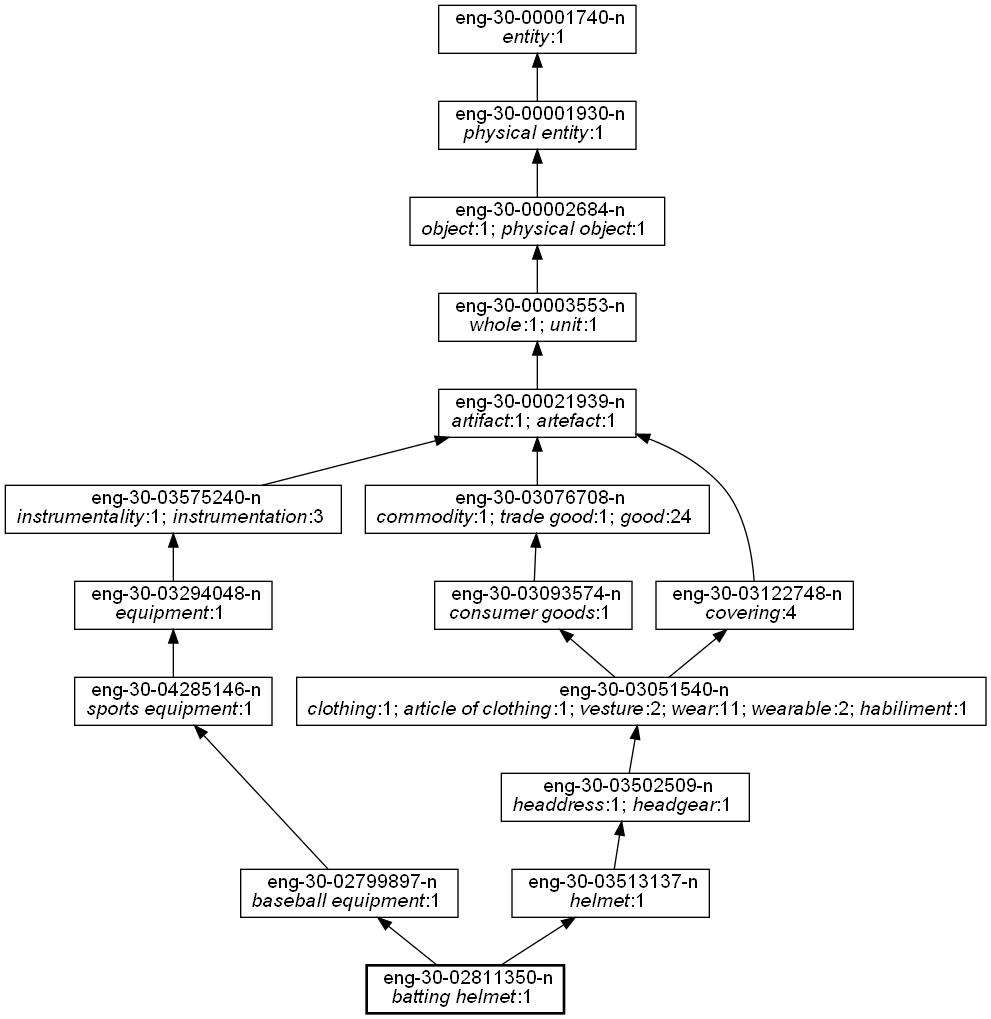 eng-30-00001740-n
entity:1
eng-30-00001930-n
physical entity:1
eng-30-00002684-n
object:1; physical object:1
eng-30-00003553-n
whole:1; unit:1
eng-30-00021939-n
artifact:1; artefact:1
eng-30-03575240-n
instrumentality:1; instrumentation:3
eng-30-03076708-n
commodity:1; trade good:1; good:24
eng-30-03294048-n
equipment:1
eng-30-03093574-n
consumer goods:1
eng-30-03122748-n
covering:4
eng-30-04285146-n
sports equipment:1
eng-30-03051540-n
clothing:1; article of clothing:1; vesture:2; wear:11; wearable:2; habiliment:1
eng-30-03502509-n
headdress:1; headgear:1
eng-30-02799897-n
baseball equipment:1
eng-30-03513137-n
helmet:1
eng-30-02811350-n
batting helmet:1